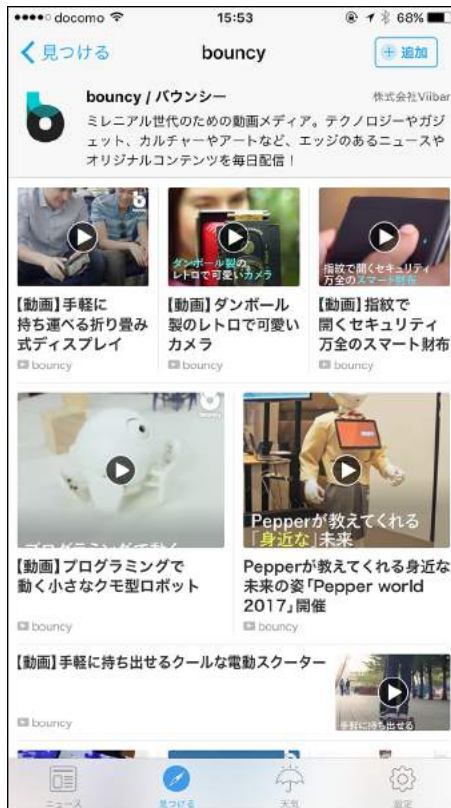 docomo
15:53
68%
見つける
bouncy
追加
bouncy / バウンシー
株式会社Viibar
ミレニアル世代のための動画メディア。テクノロジーやガジ
ェット、カルチャーやアートなど、エッジのあるニュースや
オリジナルコンテンツを毎日配信！
ダンボール製の
レトロで可愛いカメラ
指紋で開くセキュリティ
万全のスマート財布
【動画】手軽に
持ち運べる折り畳み
式ディスプレイ
bouncy
【動画】ダンボール
製のレトロで可愛い
カメラ
bouncy
【動画】指紋で
開くセキュリティ
万全のスマート財布
bouncy
bouncy
プログラミングで動く
Pepperが教えてくれる
「身近な」未来
【動画】プログラミングで
動く小さなクモ型ロボット
bouncy
Pepperが教えてくれる身近な
未来の姿「Pepper world
2017」開催
bouncy
【動画】手軽に持ち出せるクールな電動スクーター
bouncy
手軽に持ち出せる
ニュース
見つける
天気
設定